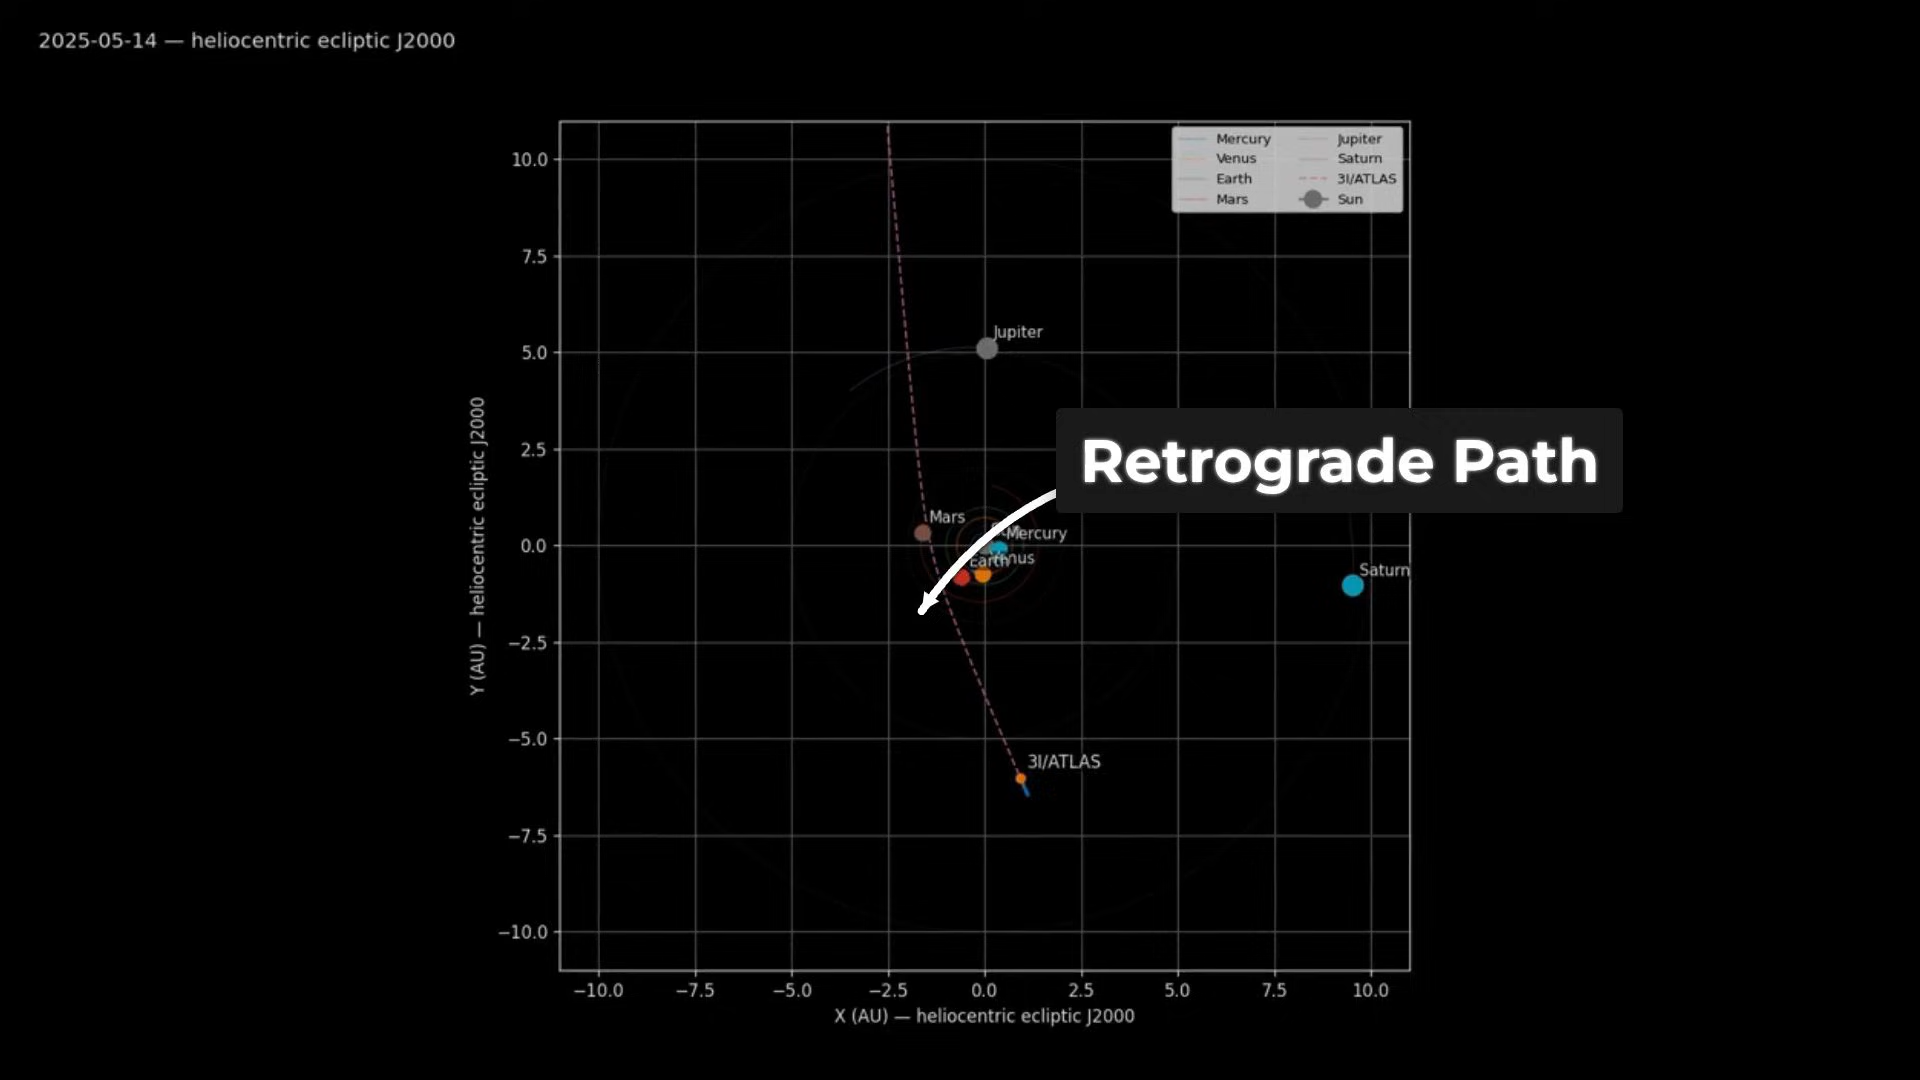 2025-05-14 — heliocentric ecliptic J2000
Mercury
Venus
Earth
Mars
Jupiter
Saturn
3I/ATLAS
Sun
10.0
7.5
5.0
2.5
0.0
−2.5
−5.0
−7.5
−10.0
Y (AU) — heliocentric ecliptic J2000
Jupiter
Retrograde Path
Mars
Mercury
Earth
Saturn
3I/ATLAS
−10.0
−7.5
−5.0
−2.5
0.0
2.5
5.0
7.5
10.0
X (AU) — heliocentric ecliptic J2000